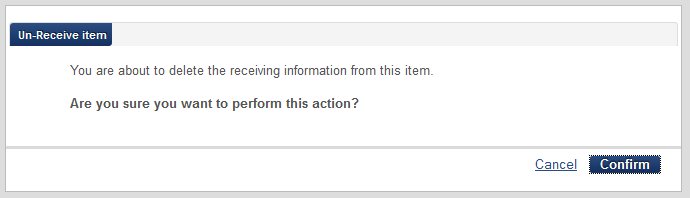 Un-Receive item
You are about to delete the receiving information from this item.
Are you sure you want to perform this action?
Cancel Confirm